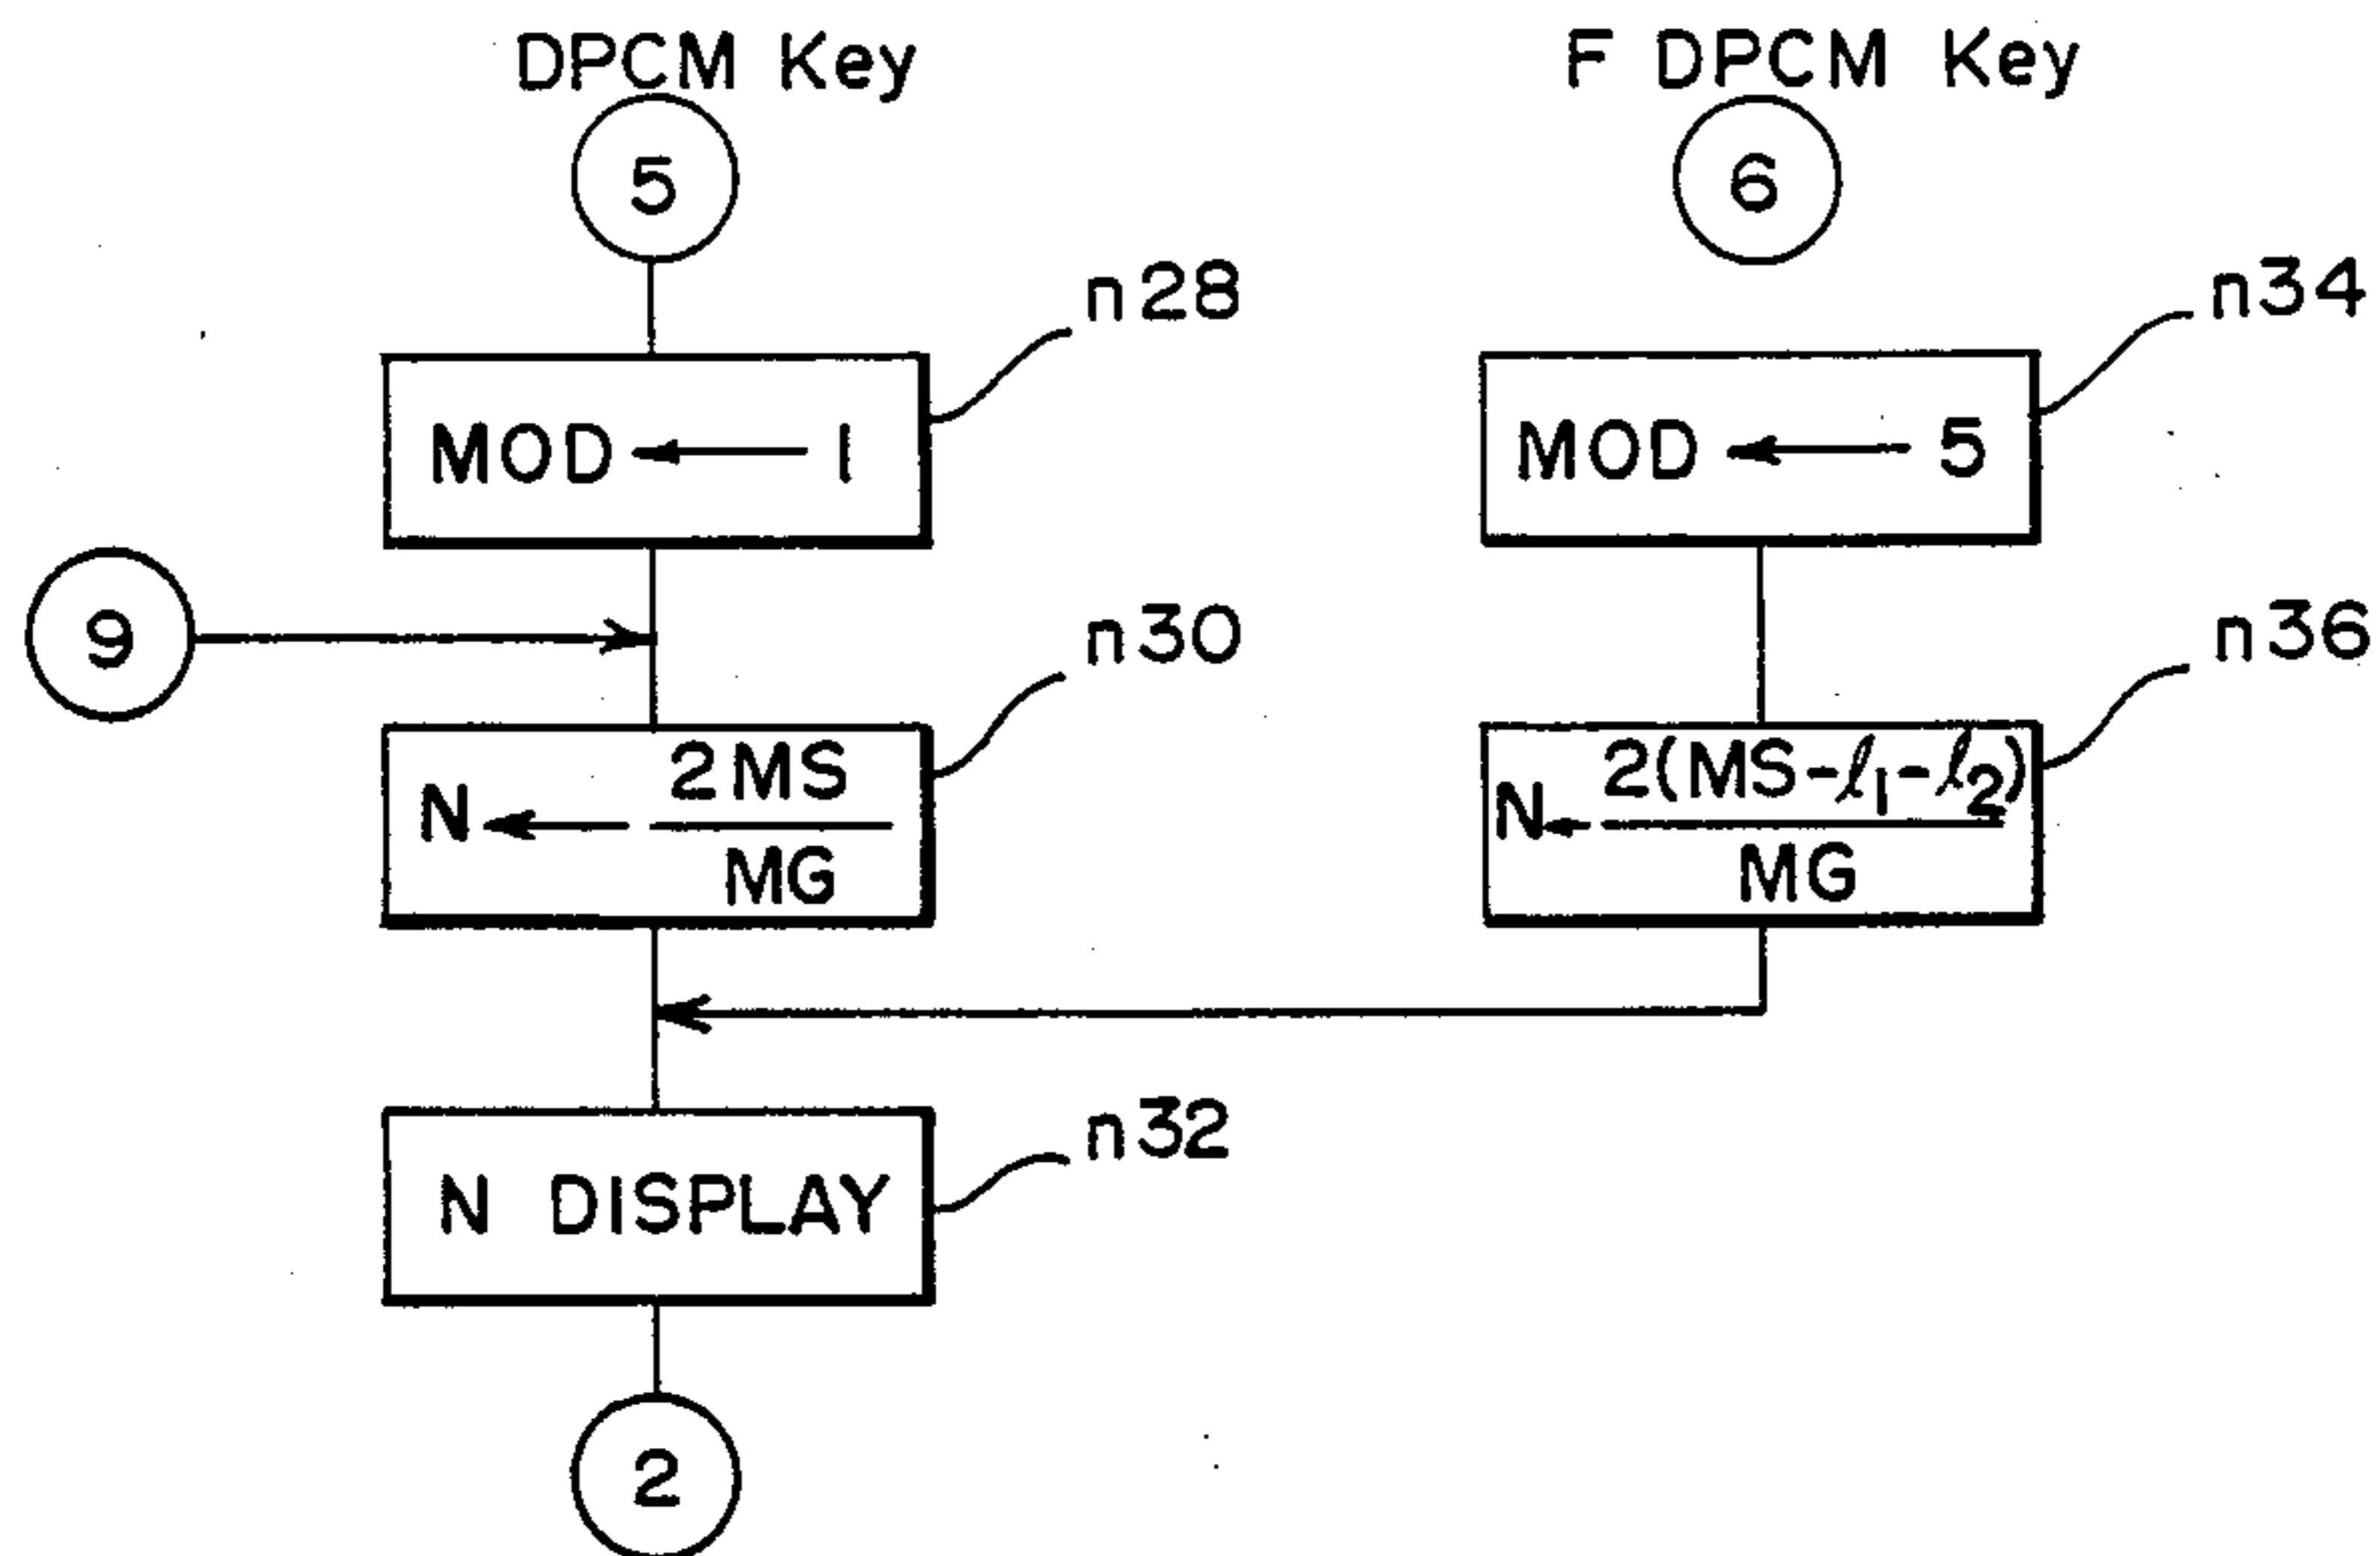 DPCM Key
5
n28
MOD ← 1
9
n30
N ← 2MS / MG
n32
N DISPLAY
2
F DPCM Key
6
n34
MOD ← 5
n36
N ← 2(MS-ℓ1-ℓ2) / MG